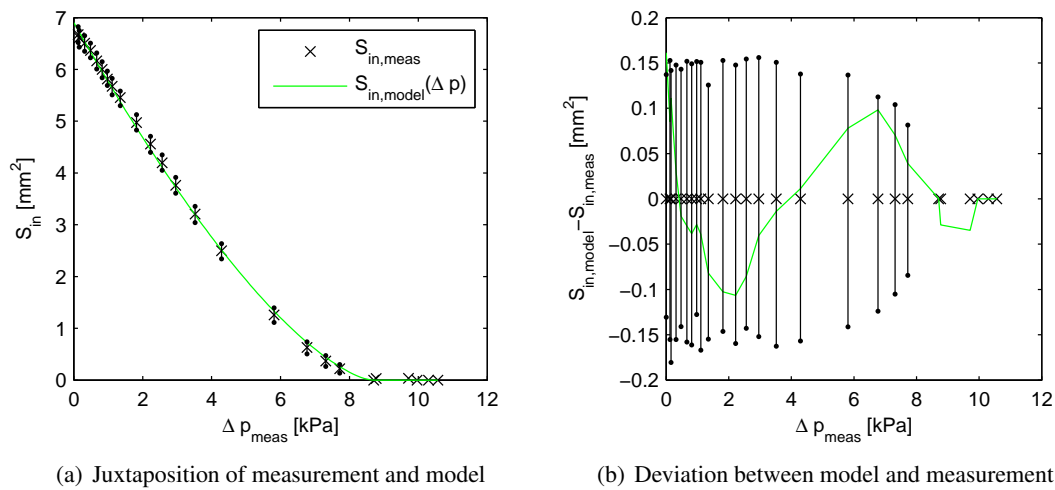 7
6
5
4
3
2
1
0
S_in [mm²]
0 2 4 6 8 10 12
Δ p_meas [kPa]
S_in,meas
S_in,model(Δ p)
(a) Juxtaposition of measurement and model
0.2
0.15
0.1
0.05
0
−0.05
−0.1
−0.15
−0.2
S_in,model−S_in,meas [mm²]
0 2 4 6 8 10 12
Δ p_meas [kPa]
(b) Deviation between model and measurement